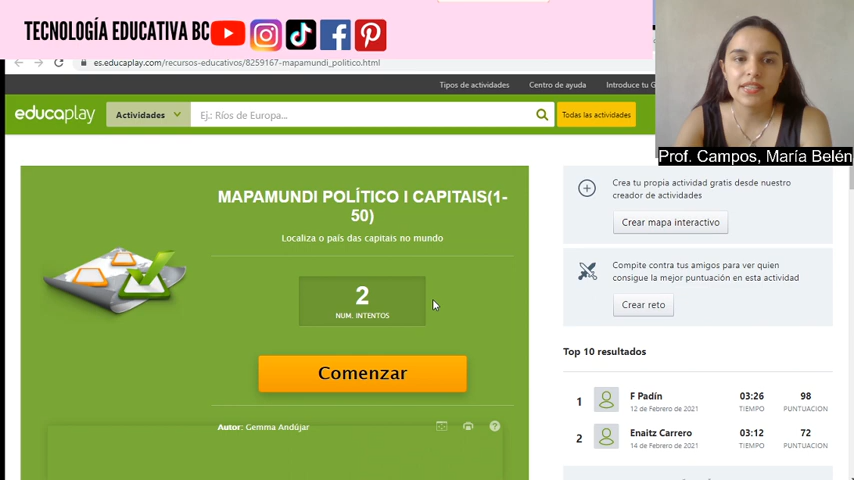 TECNOLOGÍA EDUCATIVA BC
es.educaplay.com/recursos-educativos/8259167-mapamundi_politico.html
Tipos de actividades
Centro de ayuda
Introduce tu
educaplay
Actividades
Ej.: Ríos de Europa...
Todas las actividades
Prof. Campos, María Belén
MAPAMUNDI POLÍTICO I CAPITAIS(1-
50)
Localiza o país das capitais no mundo
2
NUM. INTENTOS
Comenzar
Autor: Gemma Andújar
Crea tu propia actividad gratis desde nuestro
creador de actividades
Crear mapa interactivo
Compite contra tus amigos para ver quien
consigue la mejor puntuación en esta actividad
Crear reto
Top 10 resultados
1
F Padín
03:26
98
12 de Febrero de 2021
TIEMPO
PUNTUACION
2
Enaitz Carrero
03:12
72
14 de Febrero de 2021
TIEMPO
PUNTUACION